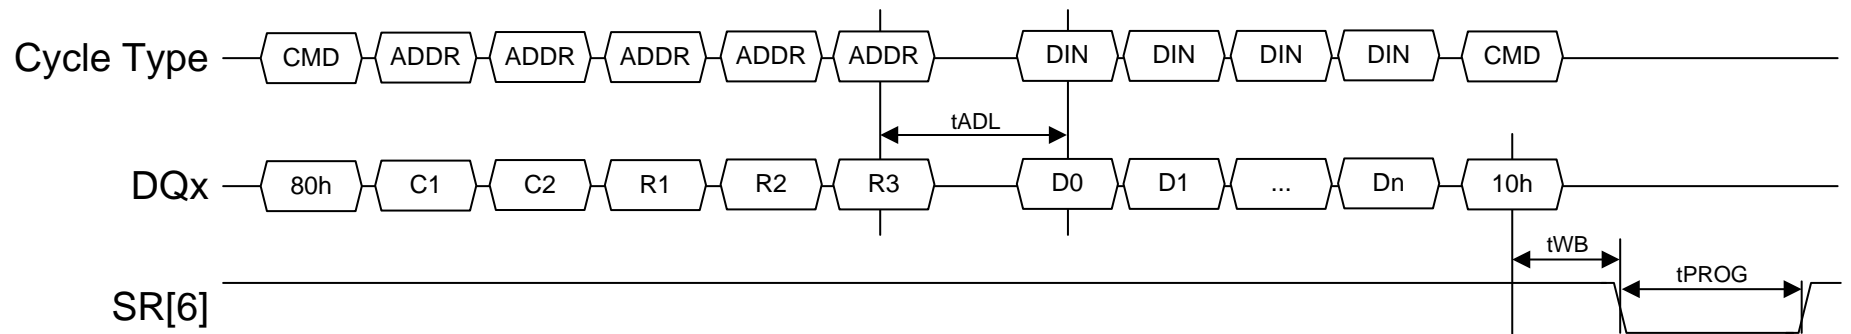 Cycle Type CMD ADDR ADDR ADDR ADDR ADDR DIN DIN DIN DIN CMD
tADL
DQx 80h C1 C2 R1 R2 R3 D0 D1 ... Dn 10h
tWB
tPROG
SR[6]